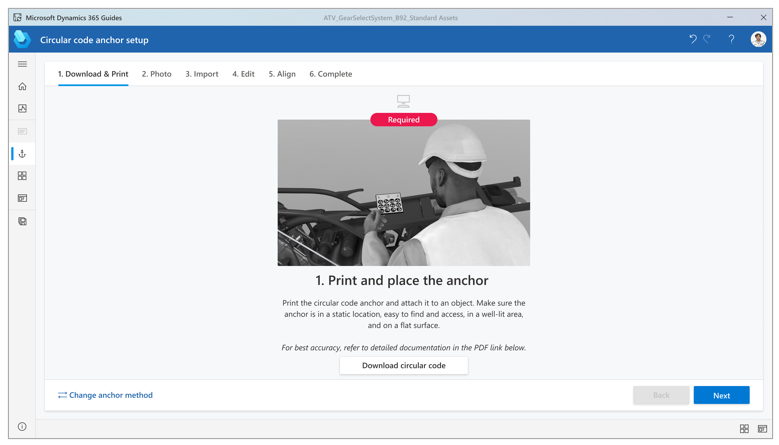 Microsoft Dynamics 365 Guides
ATV_GearSelectSystem_B92_Standard Assets
Circular code anchor setup
1. Download & Print
2. Photo
3. Import
4. Edit
5. Align
6. Complete
Required
1. Print and place the anchor
Print the circular code anchor and attach it to an object. Make sure the
anchor is in a static location, easy to find and access, in a well-lit area,
and on a flat surface.
For best accuracy, refer to detailed documentation in the PDF link below.
Download circular code
Change anchor method
Back
Next